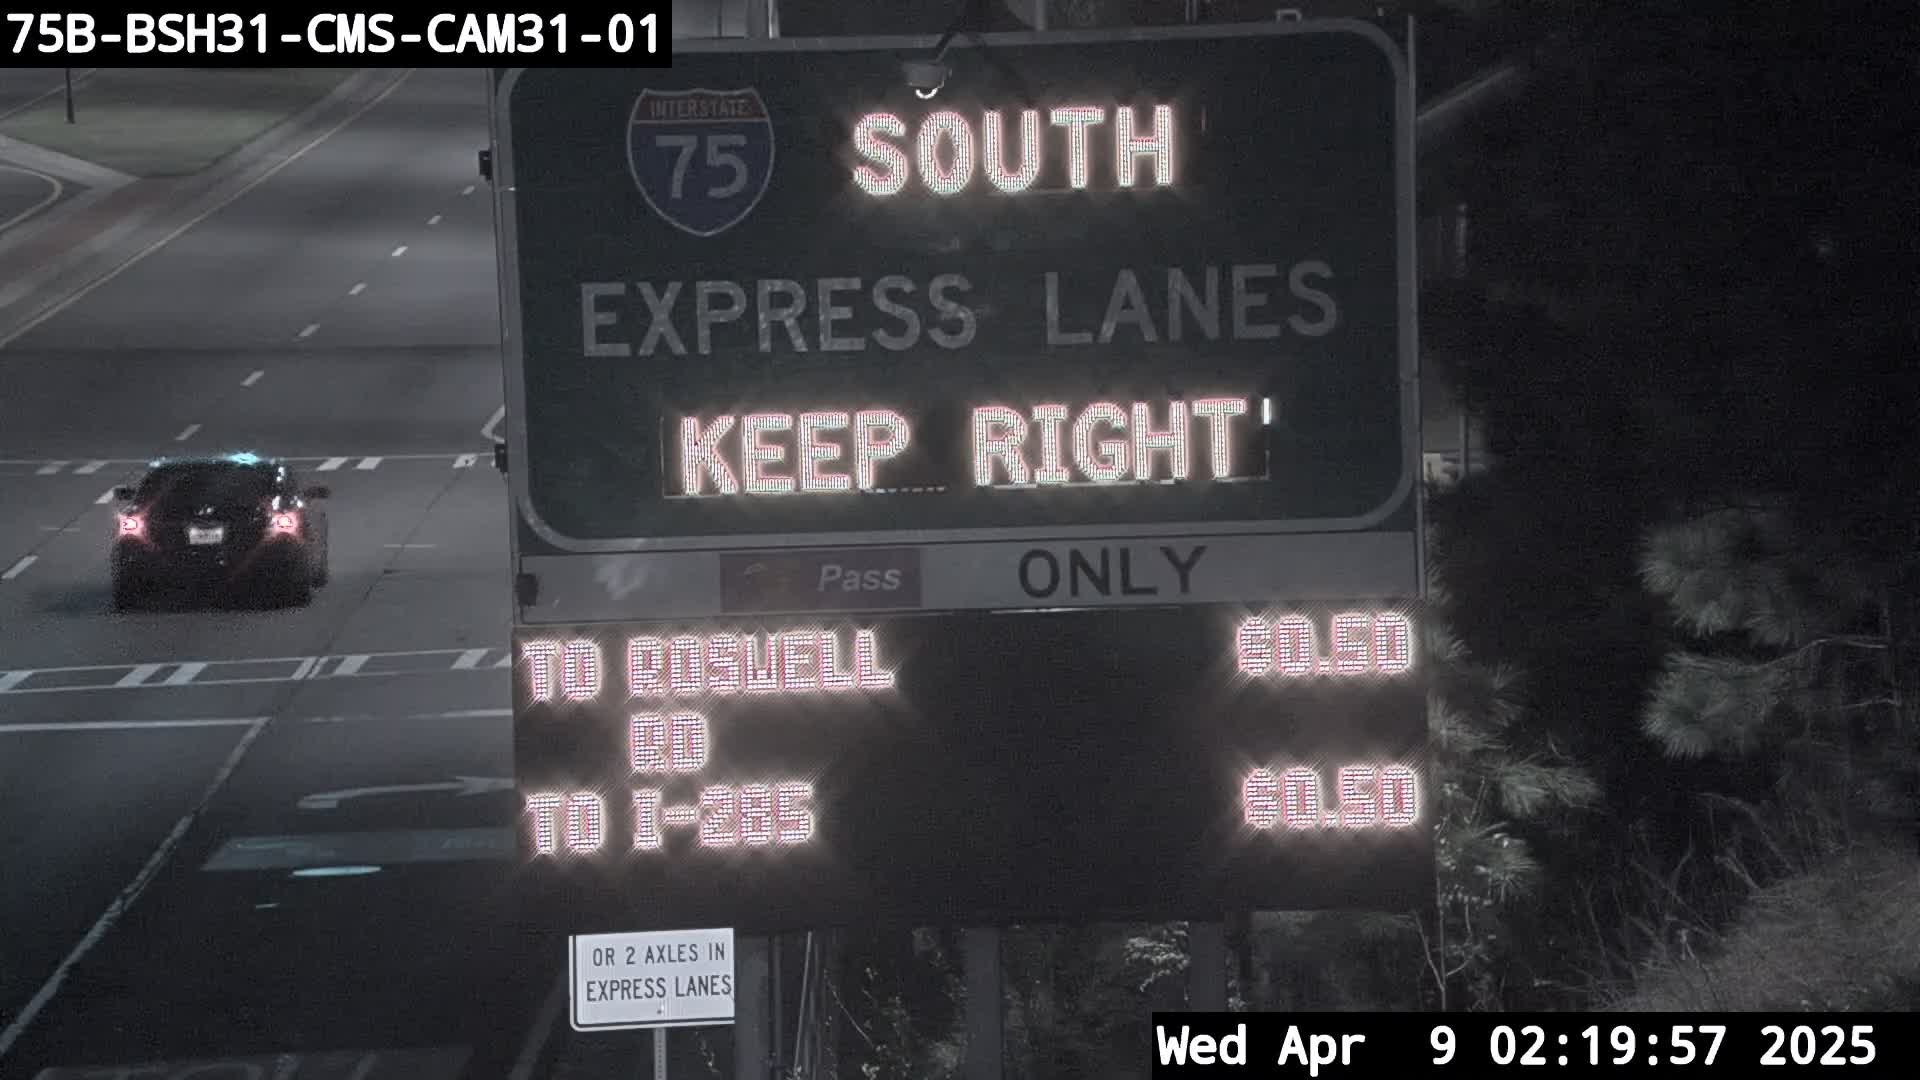 75B-BSH31-CMS-CAM31-01
INTERSTATE
75
SOUTH
EXPRESS LANES
KEEP RIGHT
Pass
ONLY
TO ROSWELL $0.50
RD
TO I-285 $0.50
OR 2 AXLES IN
EXPRESS LANES
Wed Apr 9 02:19:57 2025